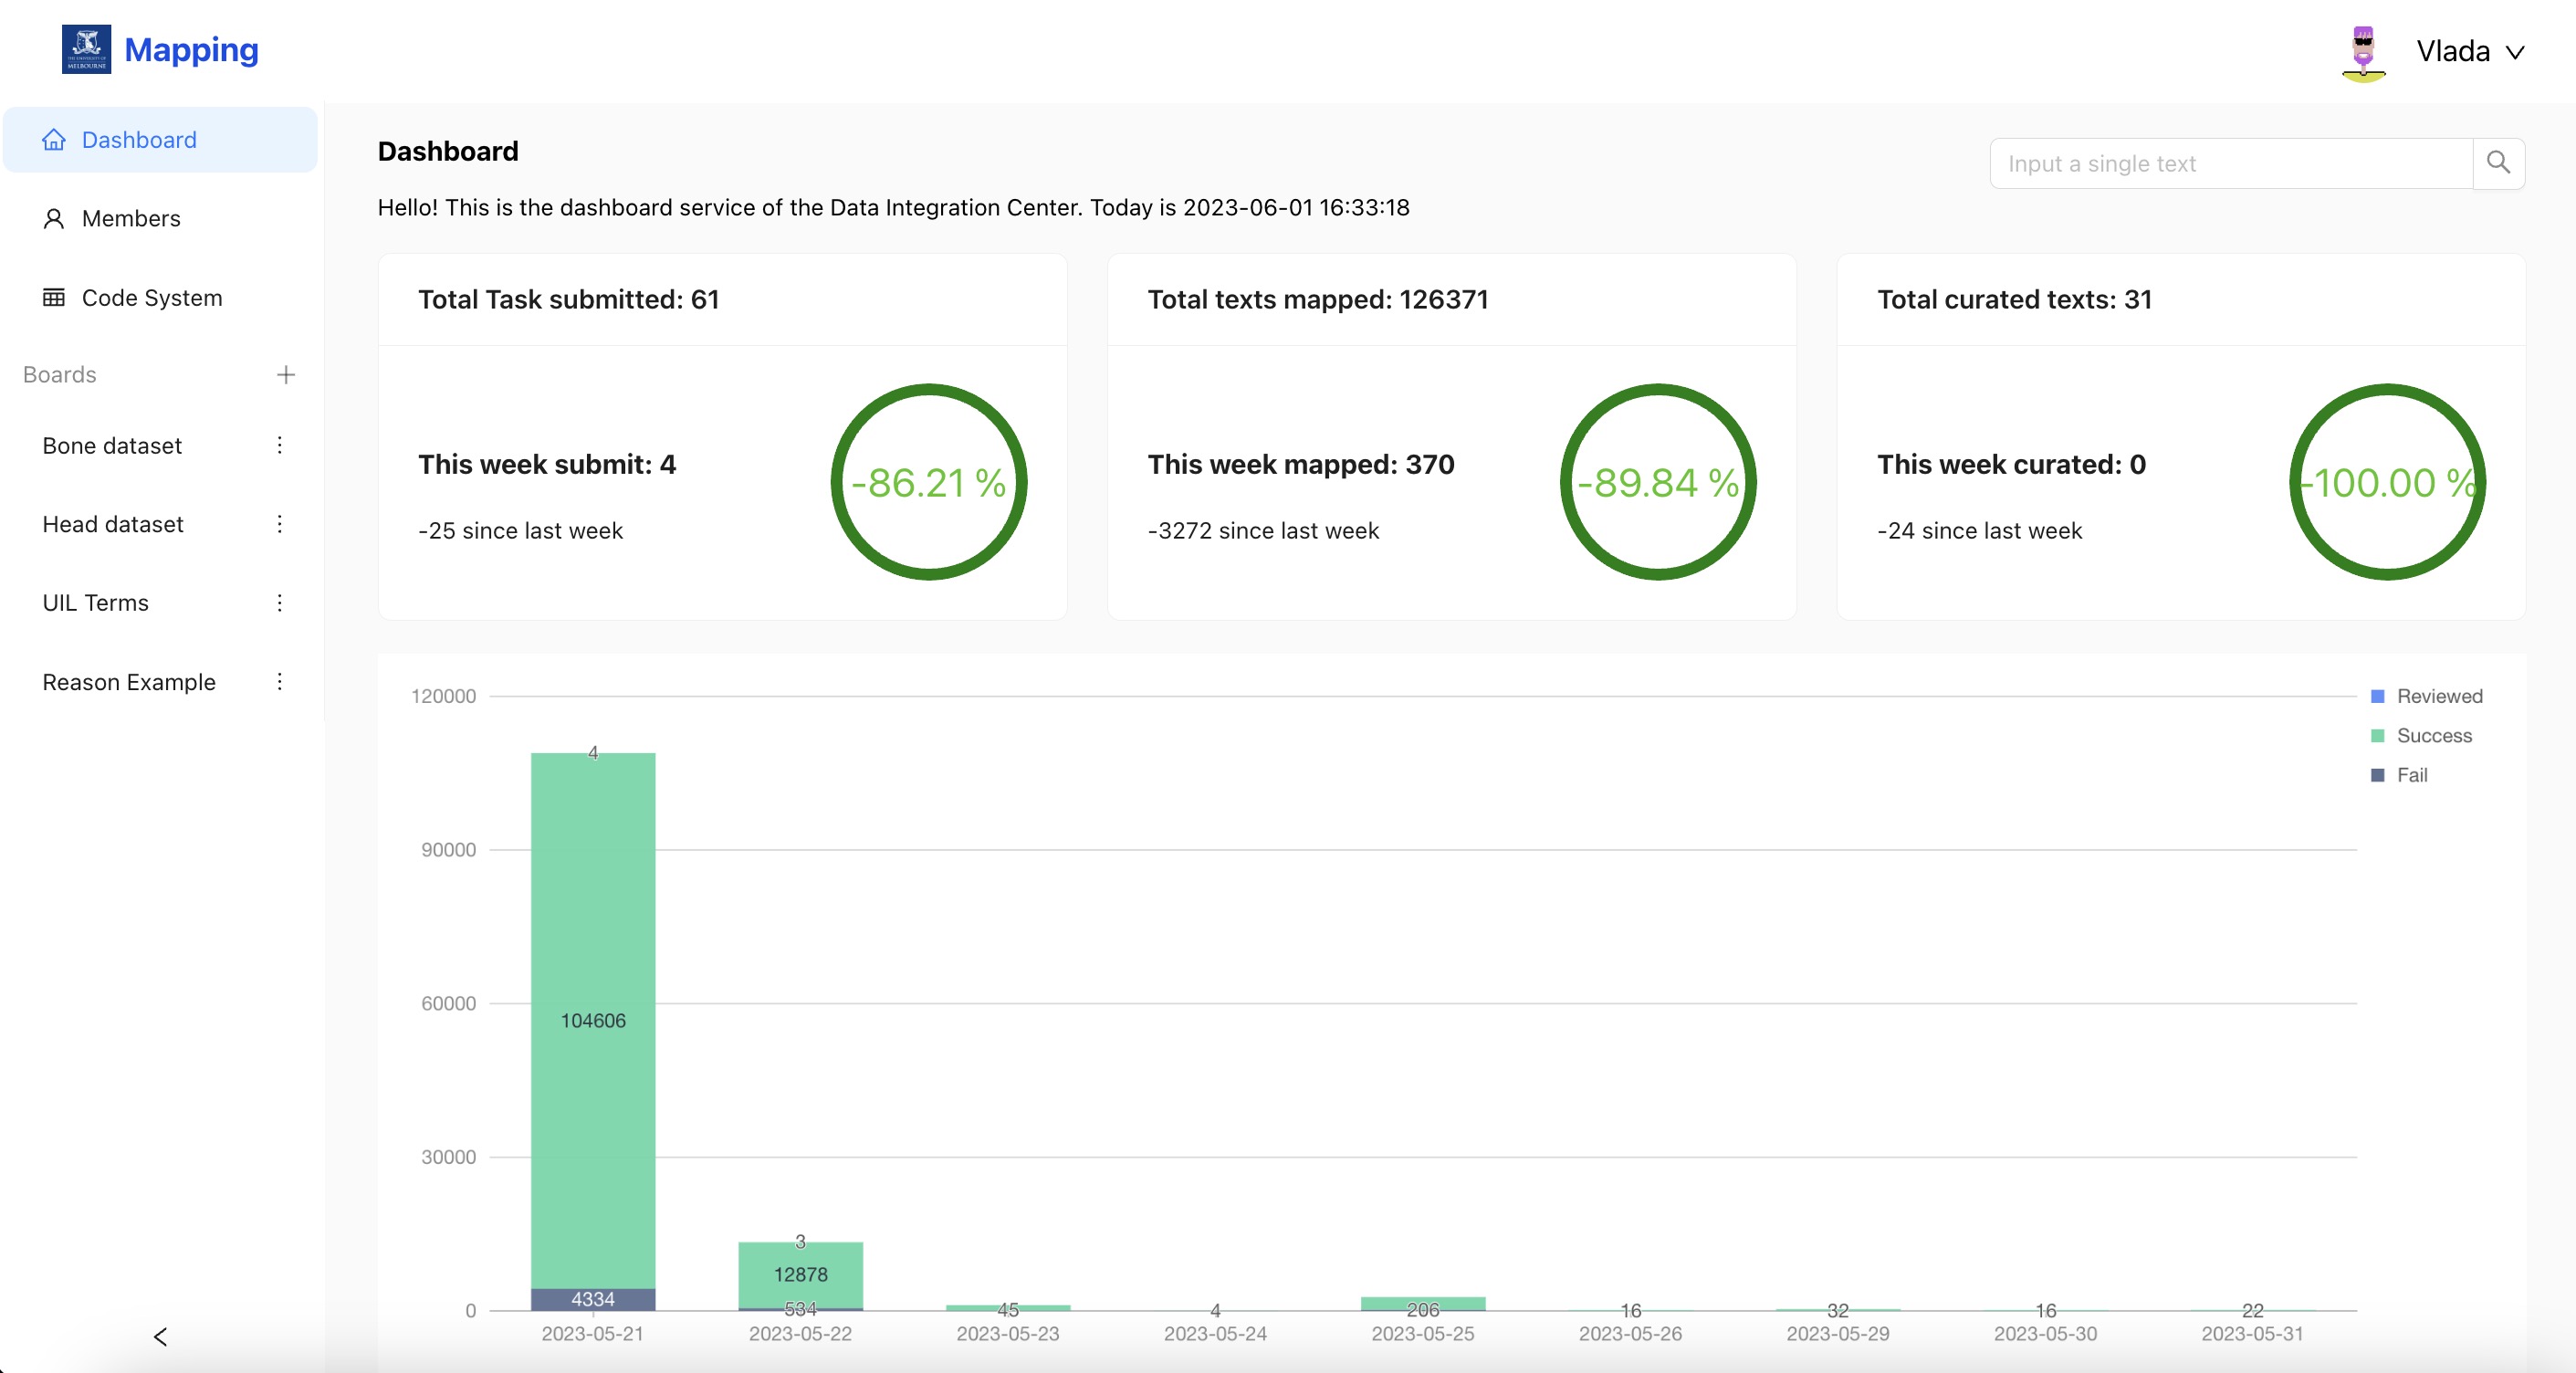 THE UNIVERSITY OF
MELBOURNE
Mapping
Vlada
Dashboard
Members
Code System
Boards
Bone dataset
Head dataset
UIL Terms
Reason Example
Dashboard
Input a single text
Hello! This is the dashboard service of the Data Integration Center. Today is 2023-06-01 16:33:18
Total Task submitted: 61
This week submit: 4
-25 since last week
-86.21 %
Total texts mapped: 126371
This week mapped: 370
-3272 since last week
-89.84 %
Total curated texts: 31
This week curated: 0
-24 since last week
-100.00 %
Reviewed
Success
Fail
120000
90000
60000
30000
0
4
104606
4334
3
12878
534
45
4
206
16
32
16
22
2023-05-21
2023-05-22
2023-05-23
2023-05-24
2023-05-25
2023-05-26
2023-05-29
2023-05-30
2023-05-31